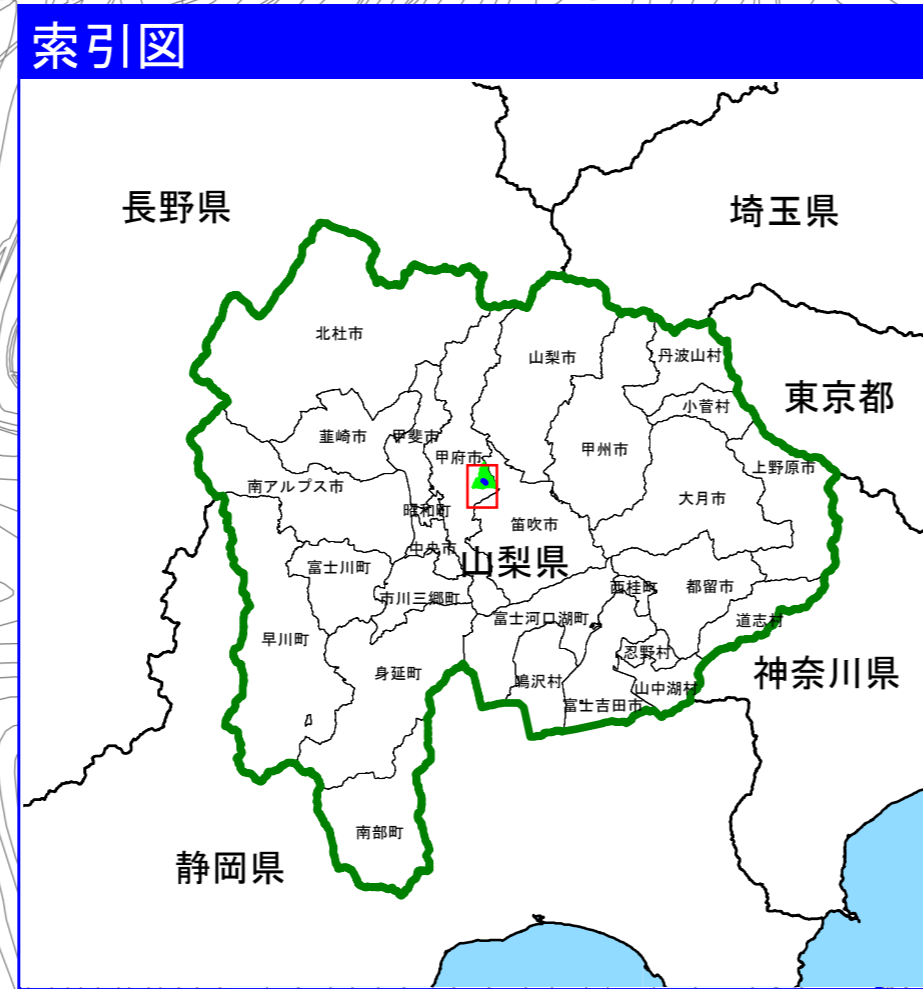 索引図
長野県
埼玉県
北杜市
山梨市
丹波山村
東京都
小菅村
韮崎市
甲斐市
甲府市
甲州市
上野原市
南アルプス市
大月市
昭和町
笛吹市
中央市
山梨県
富士川町
西桂町
都留市
市川三郷町
富士河口湖町
道志村
早川町
忍野村
身延町
神奈川県
鳴沢村
山中湖村
富士吉田市
南部町
静岡県